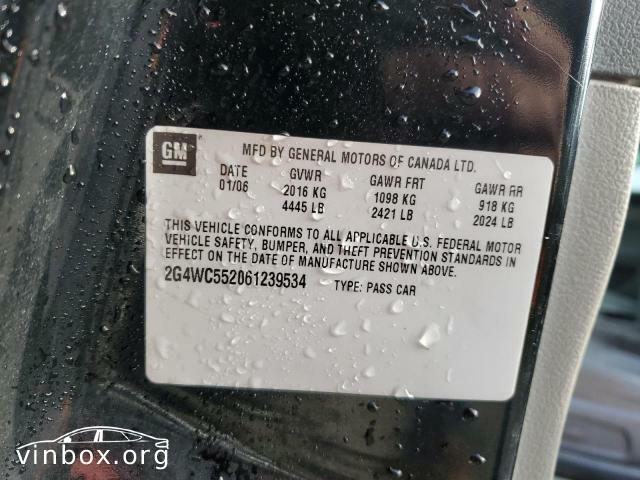 GM
MFD BY GENERAL MOTORS OF CANADA LTD.
DATE GVWR GAWR FRT GAWR RR
01/06 2016 KG 1098 KG 918 KG
4445 LB 2421 LB 2024 LB
THIS VEHICLE CONFORMS TO ALL APPLICABLE U.S. FEDERAL MOTOR
VEHICLE SAFETY, BUMPER, AND THEFT PREVENTION STANDARDS IN
EFFECT ON THE DATE OF MANUFACTURE SHOWN ABOVE.
2G4WC552061239534 TYPE: PASS CAR
vinbox.org